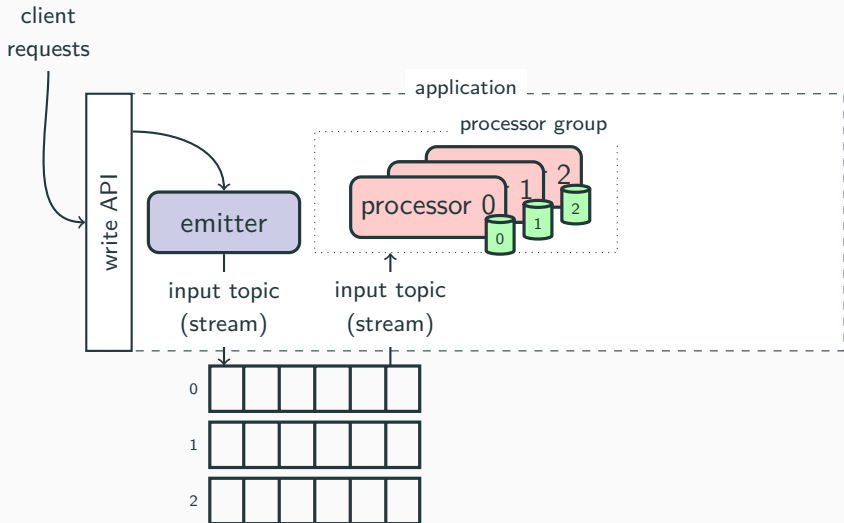 client
requests
application
processor group
write API
2
1
processor 0
2
1
0
emitter
input topic
(stream)
input topic
(stream)
0
1
2